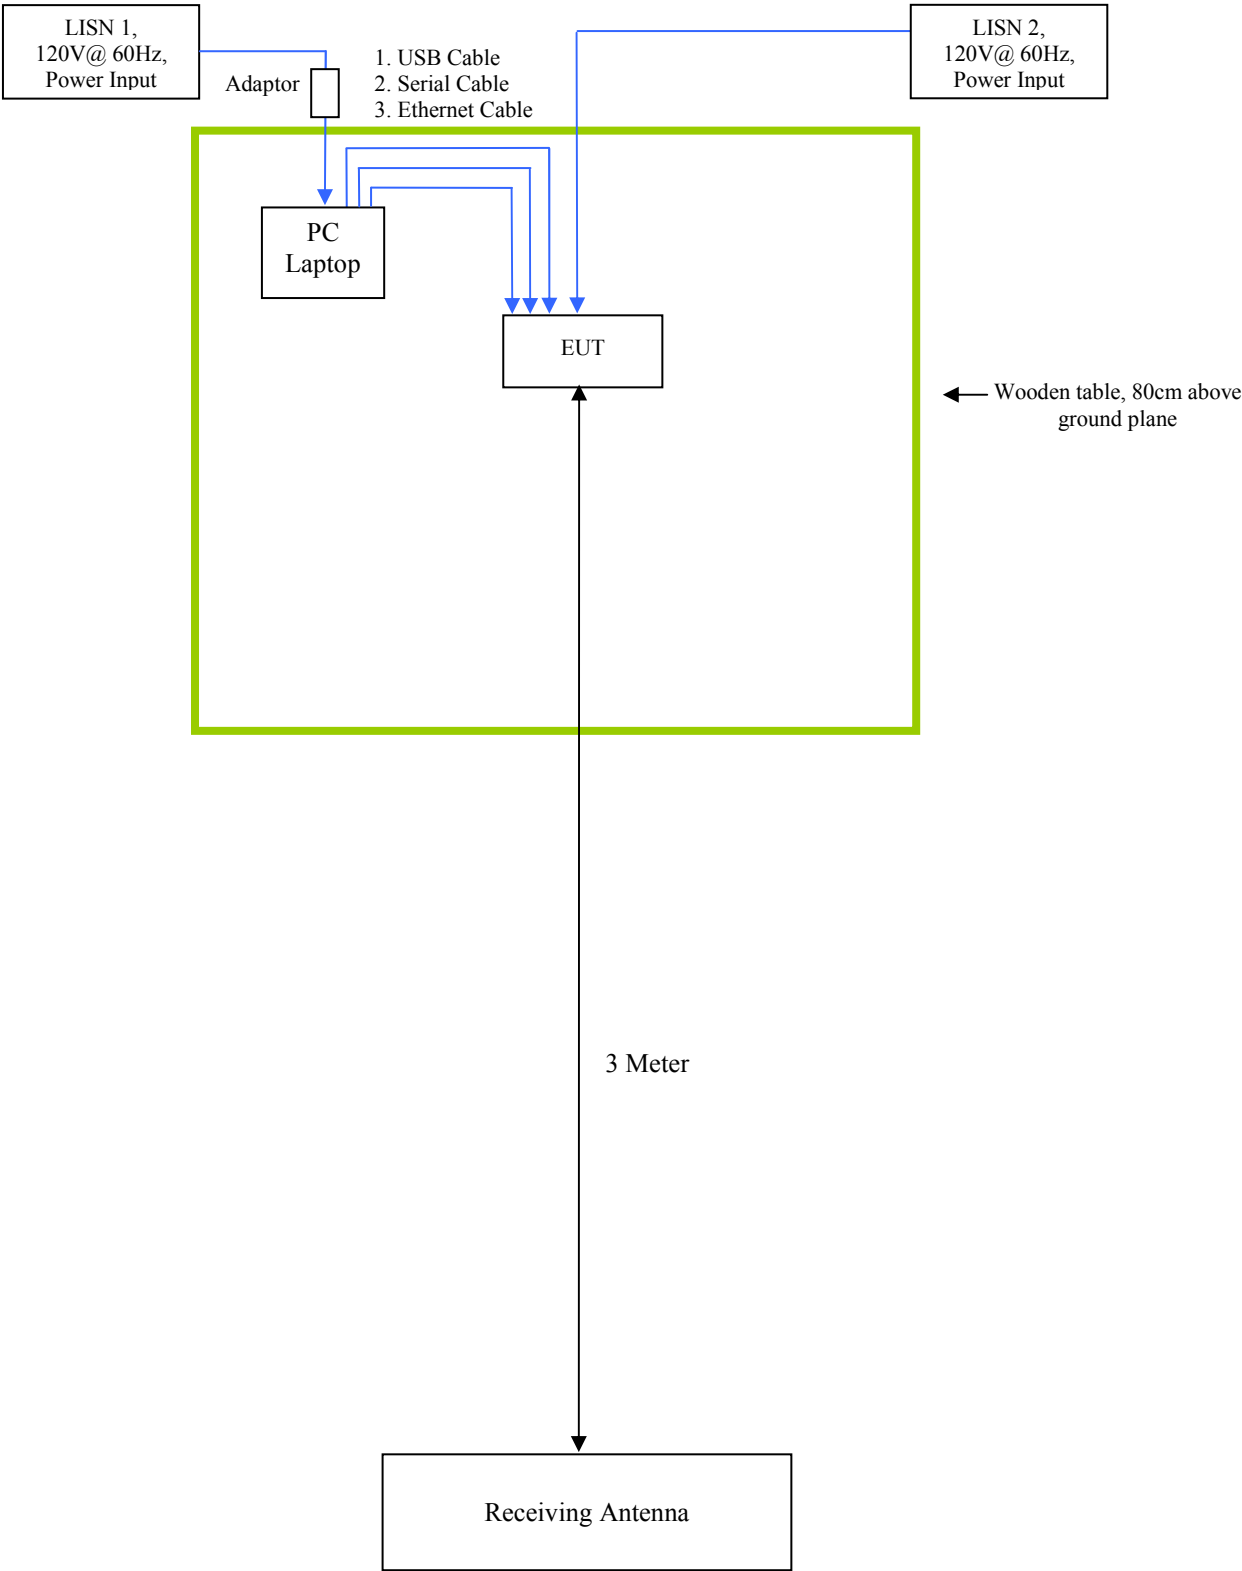 LISN 1,
120V@ 60Hz,
Power Input
Adaptor
1. USB Cable
2. Serial Cable
3. Ethernet Cable
LISN 2,
120V@ 60Hz,
Power Input
PC
Laptop
EUT
Wooden table, 80cm above
ground plane
3 Meter
Receiving Antenna